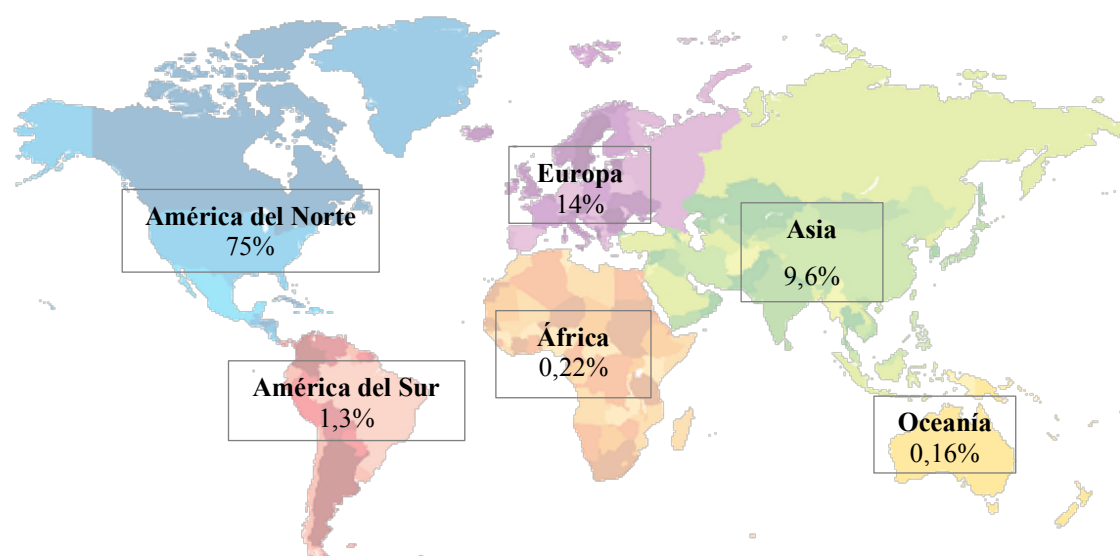 América del Norte
75%
Europa
14%
Asia
9,6%
África
0,22%
América del Sur
1,3%
Oceanía
0,16%